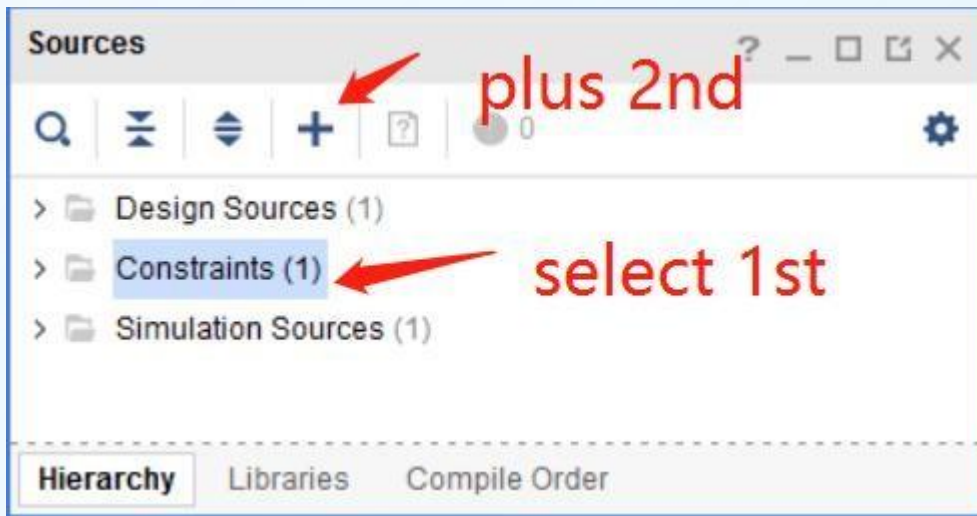 Sources
?
plus 2nd
? 0
Design Sources (1)
Constraints (1)
select 1st
Simulation Sources (1)
Hierarchy Libraries Compile Order